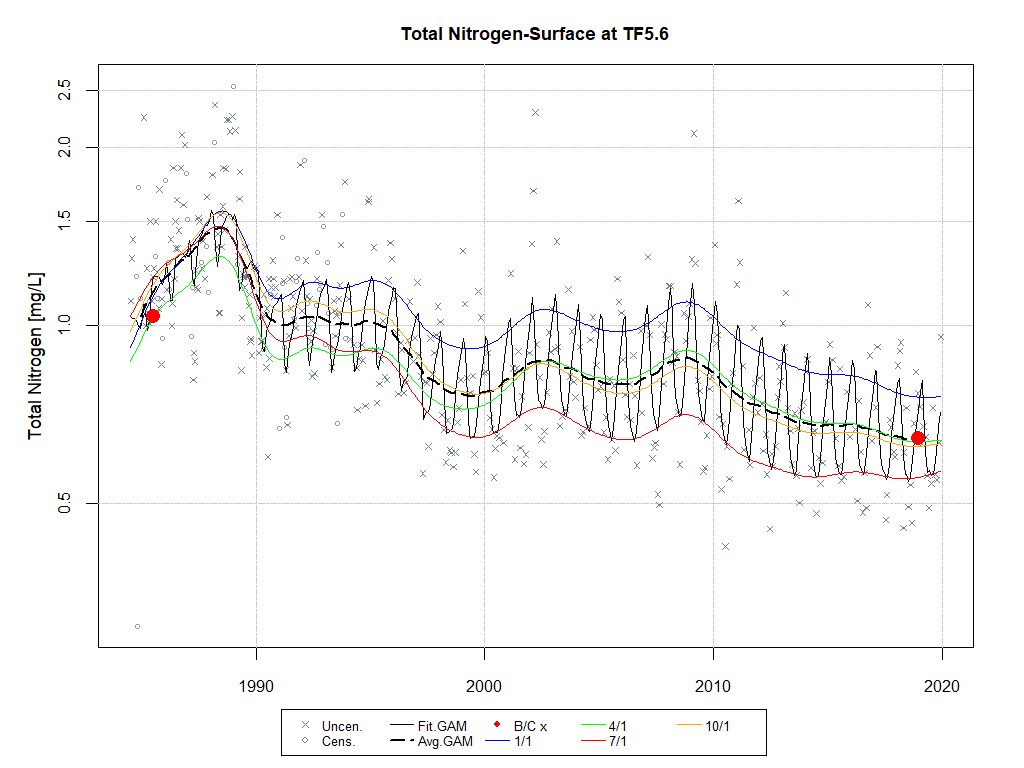 Total Nitrogen-Surface at TF5.6
Total Nitrogen [mg/L]
2.5
2.0
1.5
1.0
0.5
1990 2000 2010 2020
Uncen. Fit.GAM B/C x 4/1 10/1
Cens. Avg.GAM 1/1 7/1